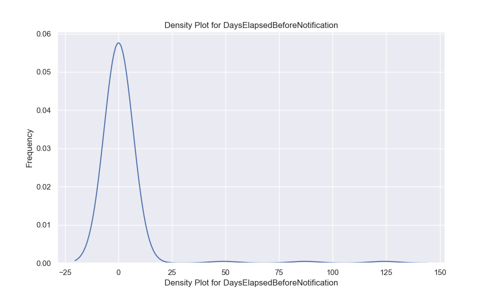 Density Plot for DaysElapsedBeforeNotification
0.06
0.05
0.04
0.03
0.02
0.01
0.00
Frequency
−25 0 25 50 75 100 125 150
Density Plot for DaysElapsedBeforeNotification